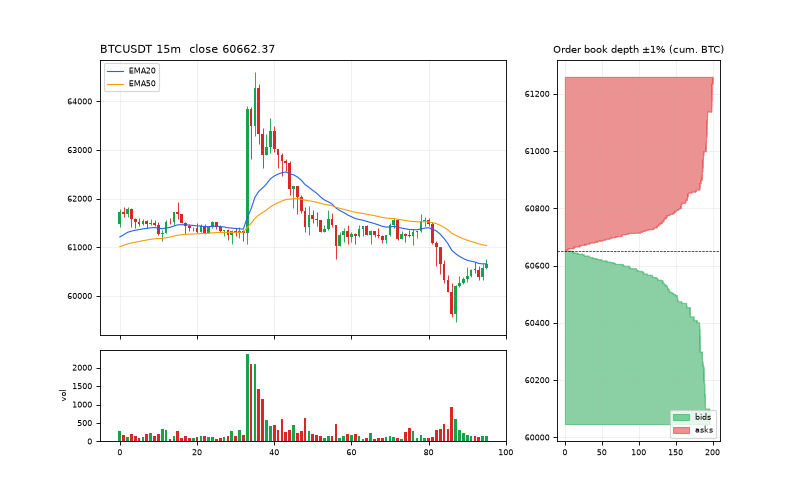 BTCUSDT 15m  close 60662.37
EMA20
EMA50
64000
63000
62000
61000
60000
2000
1500
1000
500
0
vol
0 20 40 60 80 100
Order book depth ±1% (cum. BTC)
61200
61000
60800
60600
60400
60200
60000
bids
asks
0 50 100 150 200